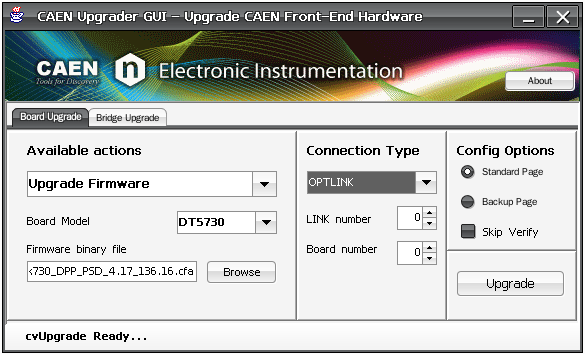 CAEN Upgrader GUI – Upgrade CAEN Front-End Hardware
CAEN n Electronic Instrumentation
Tools for Discovery
About
Board Upgrade Bridge Upgrade
Available actions
Upgrade Firmware
Board Model DT5730
Firmware binary file
730_DPP_PSD_4.17_136.16.cfa Browse
Connection Type
OPTLINK
LINK number 0
Board number 0
Config Options
Standard Page
Backup Page
Skip Verify
Upgrade
cvUpgrade Ready...